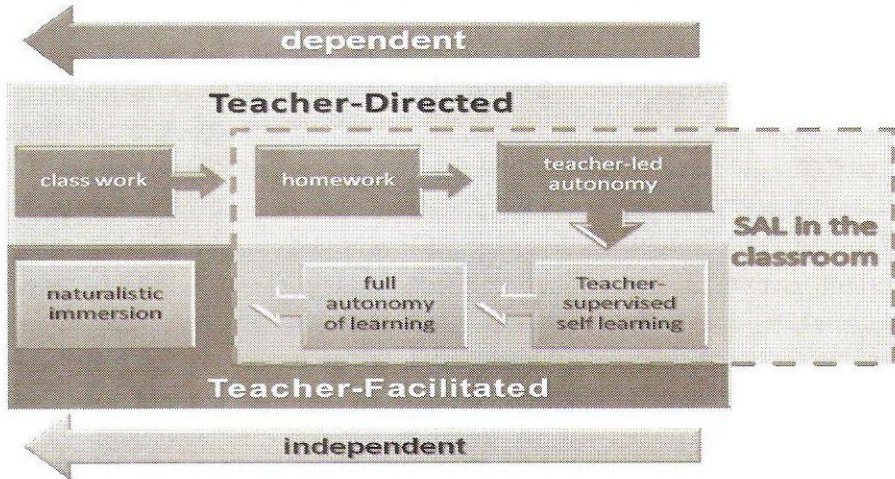 dependent
Teacher-Directed
class work
homework
teacher-led
autonomy
SAL in the
classroom
naturalistic
immersion
full
autonomy
of learning
Teacher-
supervised
self learning
Teacher-Facilitated
independent